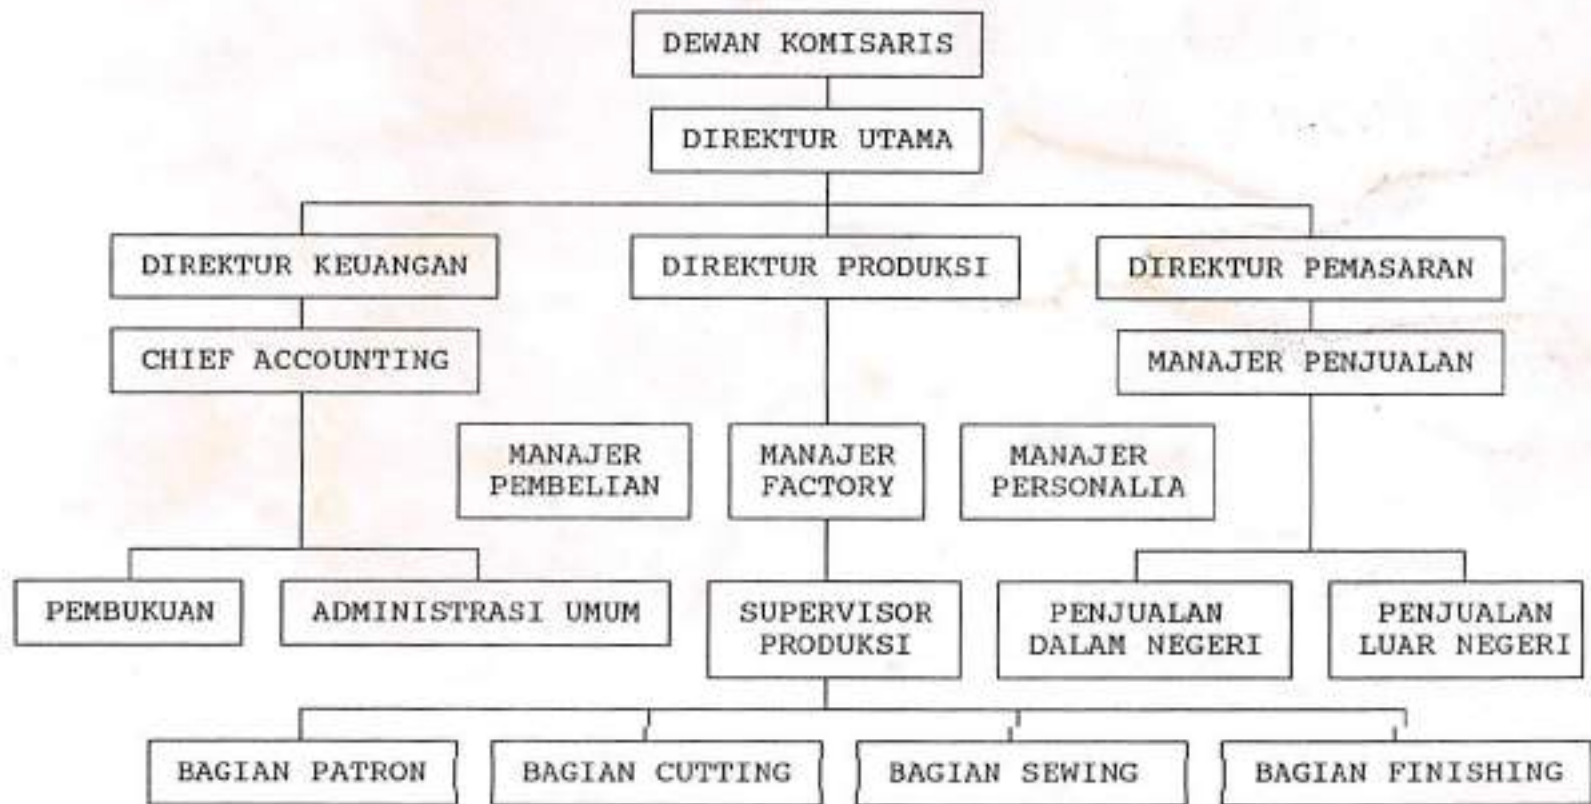 DEWAN KOMISARIS
DIREKTUR UTAMA
DIREKTUR KEUANGAN
DIREKTUR PRODUKSI
DIREKTUR PEMASARAN
CHIEF ACCOUNTING
MANAJER PENJUALAN
MANAJER
PEMBELIAN
MANAJER
FACTORY
MANAJER
PERSONALIA
PEMBUKUAN
ADMINISTRASI UMUM
SUPERVISOR
PRODUKSI
PENJUALAN
DALAM NEGERI
PENJUALAN
LUAR NEGERI
BAGIAN PATRON
BAGIAN CUTTING
BAGIAN SEWING
BAGIAN FINISHING